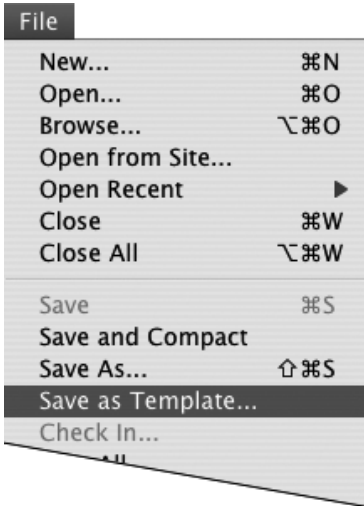 File
New... ⌘N
Open... ⌘O
Browse... ⌥⌘O
Open from Site...
Open Recent ▶
Close ⌘W
Close All ⌥⌘W
Save ⌘S
Save and Compact
Save As... ⇧⌘S
Save as Template...
Check In...